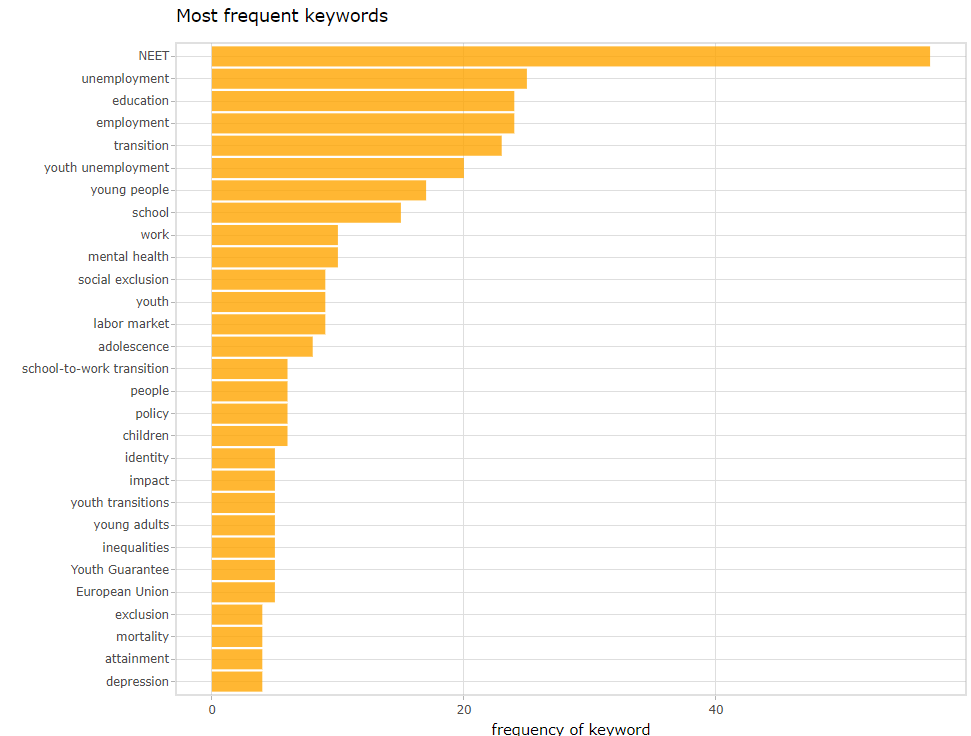 Most frequent keywords
NEET
unemployment
education
employment
transition
youth unemployment
young people
school
work
mental health
social exclusion
youth
labor market
adolescence
school-to-work transition
people
policy
children
identity
impact
youth transitions
young adults
inequalities
Youth Guarantee
European Union
exclusion
mortality
attainment
depression
0 20 40
frequency of keyword